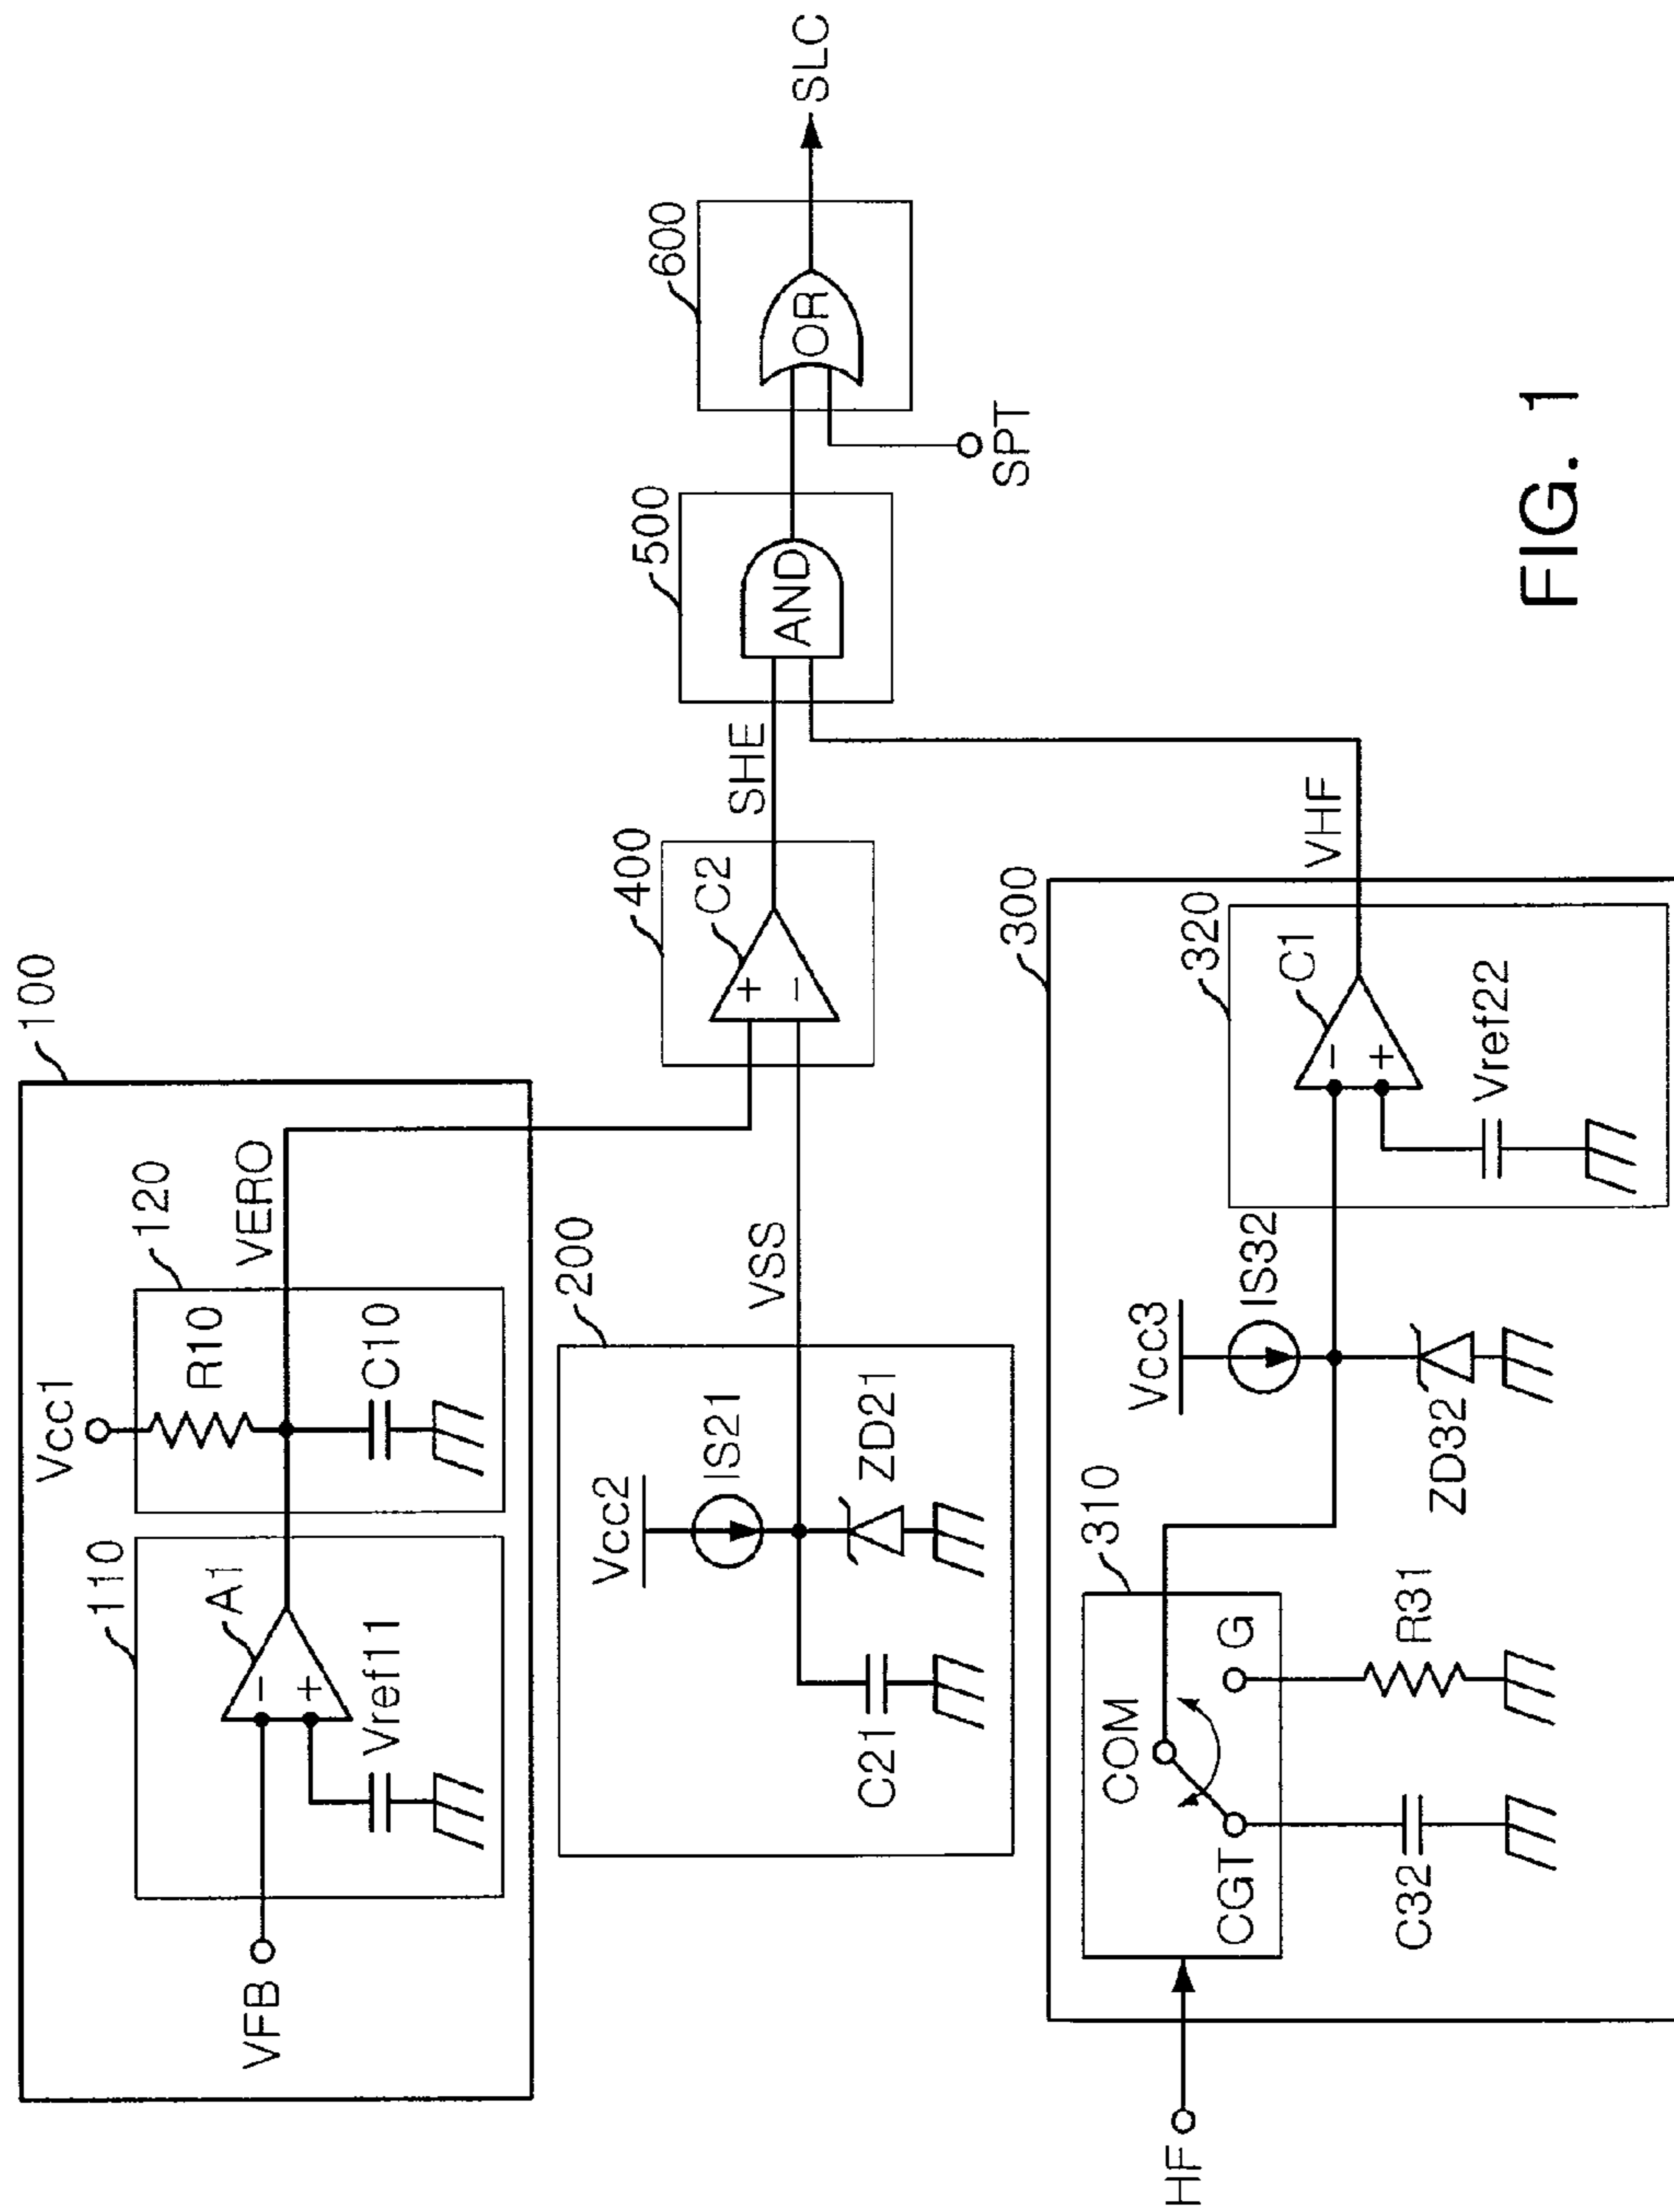 100
110
120
Vcc1
A1
R10
VERO
VFB
-
+
Vref11
C10
200
Vcc2
IS21
VSS
C21
ZD21
400
C2
+
-
SHE
500
AND
600
OR
SLC
SPT
300
310
Vcc3
IS32
320
C1
VHF
HF
COM
CGT
G
-
+
Vref22
C32
R31
ZD32
FIG. 1